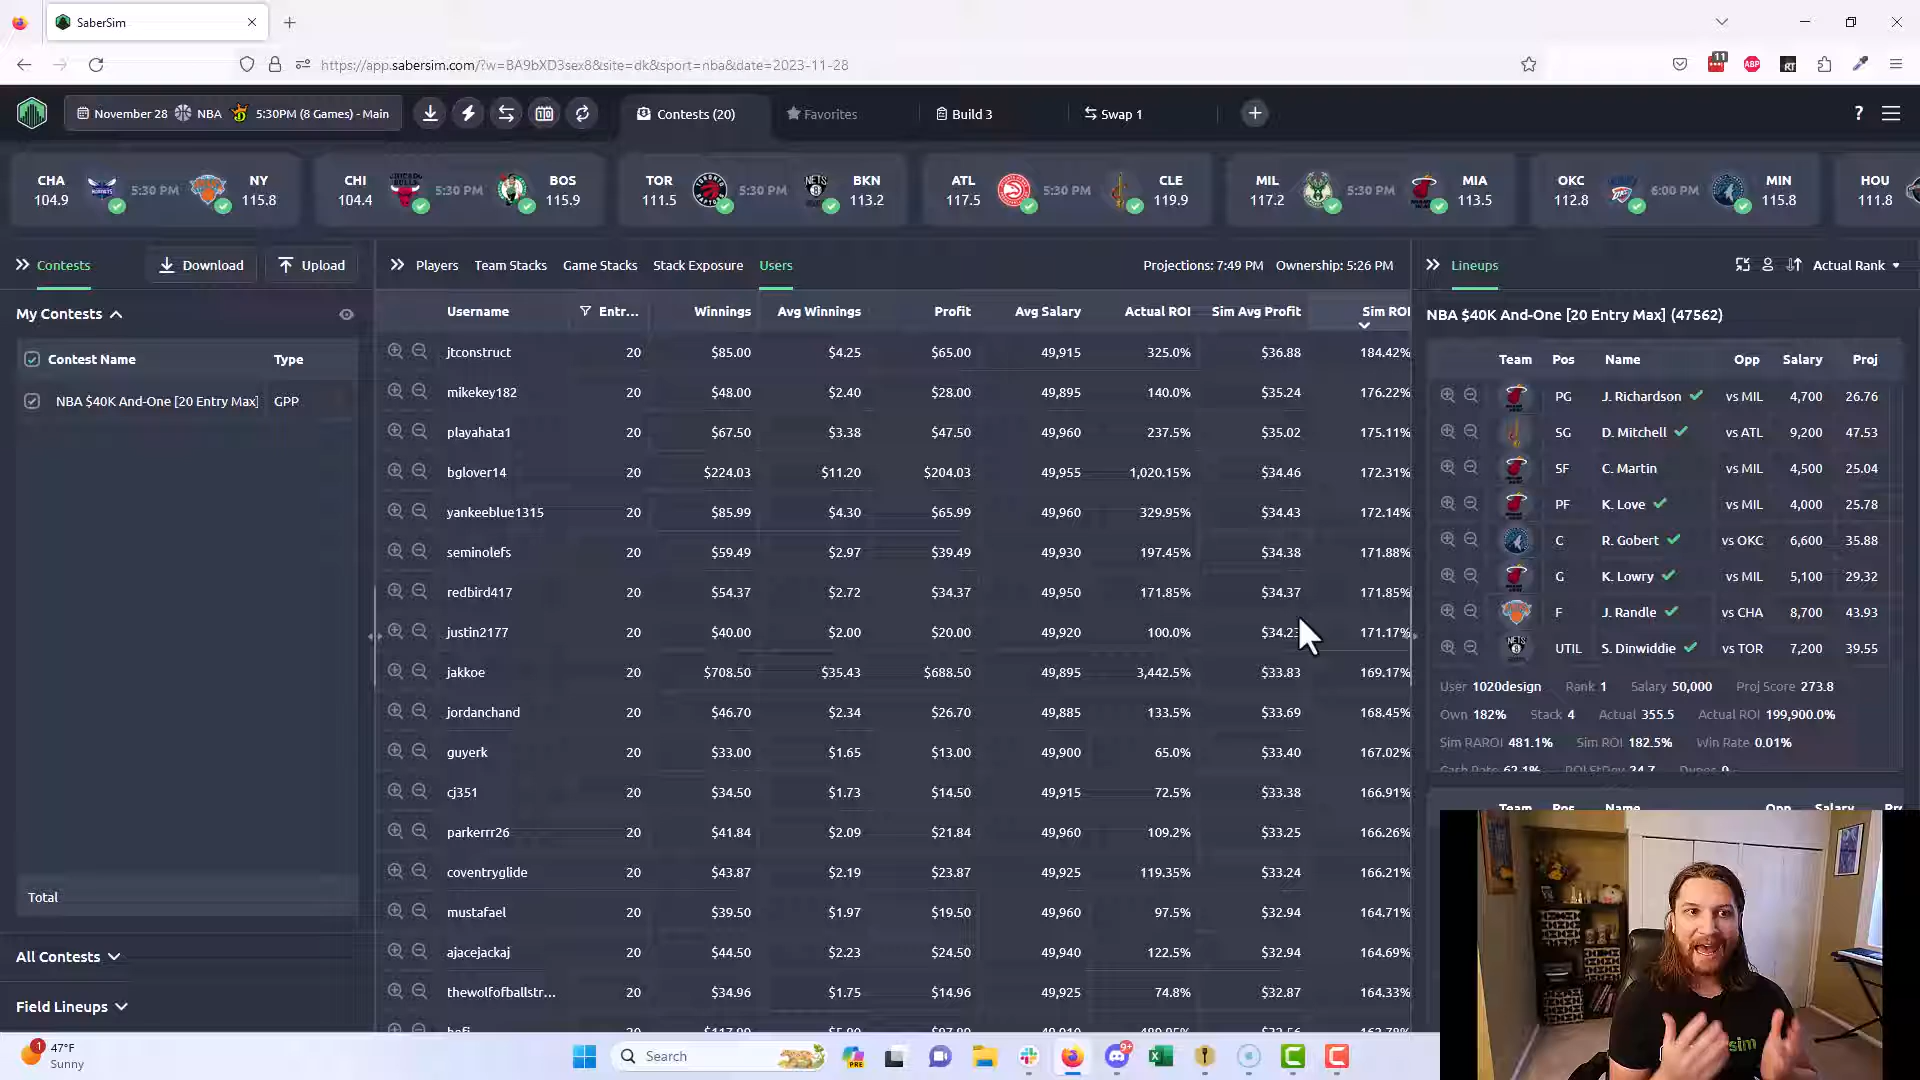 SaberSim
https://app.sabersim.com/?w=BA9bXD3sex8&site=dk&sport=nba&date=2023-11-28
11
ABP
RT
November 28 NBA 5:30PM (8 Games) - Main
Contests (20)
Favorites
Build 3
Swap 1
?
CHA 104.9 5:30 PM NY 115.8
CHI 104.4 5:30 PM BOS 115.9
TOR 111.5 5:30 PM BKN 113.2
ATL 117.5 5:30 PM CLE 119.9
MIL 117.2 5:30 PM MIA 113.5
OKC 112.8 6:00 PM MIN 115.8
HOU 111.8
Contests Download Upload
My Contests
Contest Name Type
NBA $40K And-One [20 Entry Max] GPP
Total
All Contests
Field Lineups
Players Team Stacks Game Stacks Stack Exposure Users Projections: 7:49 PM Ownership: 5:26 PM
Username Entr... Winnings Avg Winnings Profit Avg Salary Actual ROI Sim Avg Profit Sim ROI
jtconstruct 20 $85.00 $4.25 $65.00 49,915 325.0% $36.88 184.42%
mikekey182 20 $48.00 $2.40 $28.00 49,895 140.0% $35.24 176.22%
playahata1 20 $67.50 $3.38 $47.50 49,960 237.5% $35.02 175.11%
bglover14 20 $224.03 $11.20 $204.03 49,955 1,020.15% $34.46 172.31%
yankeeblue1315 20 $85.99 $4.30 $65.99 49,960 329.95% $34.43 172.14%
seminolefs 20 $59.49 $2.97 $39.49 49,930 197.45% $34.38 171.88%
redbird417 20 $54.37 $2.72 $34.37 49,950 171.85% $34.37 171.85%
justin2177 20 $40.00 $2.00 $20.00 49,920 100.0% $34.23 171.17%
jakkoe 20 $708.50 $35.43 $688.50 49,895 3,442.5% $33.83 169.17%
jordanchand 20 $46.70 $2.34 $26.70 49,885 133.5% $33.69 168.45%
guyerk 20 $33.00 $1.65 $13.00 49,900 65.0% $33.40 167.02%
cj351 20 $34.50 $1.73 $14.50 49,915 72.5% $33.38 166.91%
parkerrr26 20 $41.84 $2.09 $21.84 49,960 109.2% $33.25 166.26%
coventryglide 20 $43.87 $2.19 $23.87 49,925 119.35% $33.24 166.21%
mustafael 20 $39.50 $1.97 $19.50 49,960 97.5% $32.94 164.71%
ajacejackaj 20 $44.50 $2.23 $24.50 49,940 122.5% $32.94 164.69%
thewolfofballstr... 20 $34.96 $1.75 $14.96 49,925 74.8% $32.87 164.33%
Lineups Actual Rank
NBA $40K And-One [20 Entry Max] (47562)
Team Pos Name Opp Salary Proj
PG J. Richardson vs MIL 4,700 26.76
SG D. Mitchell vs ATL 9,200 47.53
SF C. Martin vs MIL 4,500 25.04
PF K. Love vs MIL 4,000 25.78
C R. Gobert vs OKC 6,600 35.88
G K. Lowry vs MIL 5,100 29.32
F J. Randle vs CHA 8,700 43.93
UTIL S. Dinwiddie vs TOR 7,200 39.55
User 1020design Rank 1 Salary 50,000 Proj Score 273.8
Own 182% Stack 4 Actual 355.5 Actual ROI 199,900.0%
Sim RAROI 481.1% Sim ROI 182.5% Win Rate 0.01%
Cash Rate 62.1% ROI StDev 24.7 Dupes 0
Team Pos Name Opp Salary
sim
1
47°F
Sunny
Search
PRE
9+